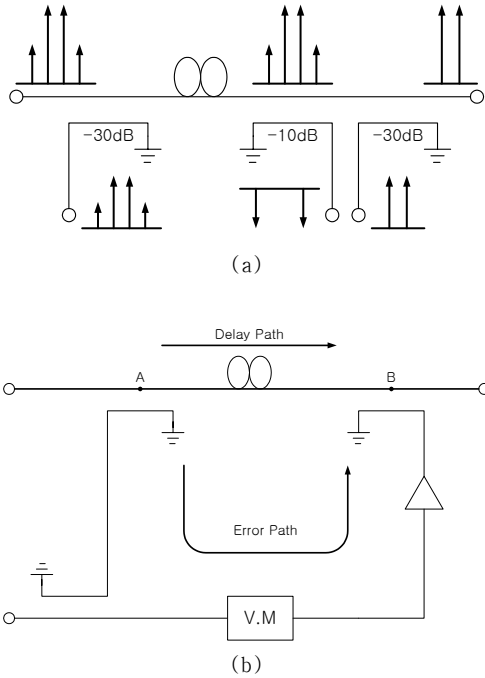 -30dB
-10dB
-30dB
(a)
Delay Path
A
B
Error Path
V.M
(b)